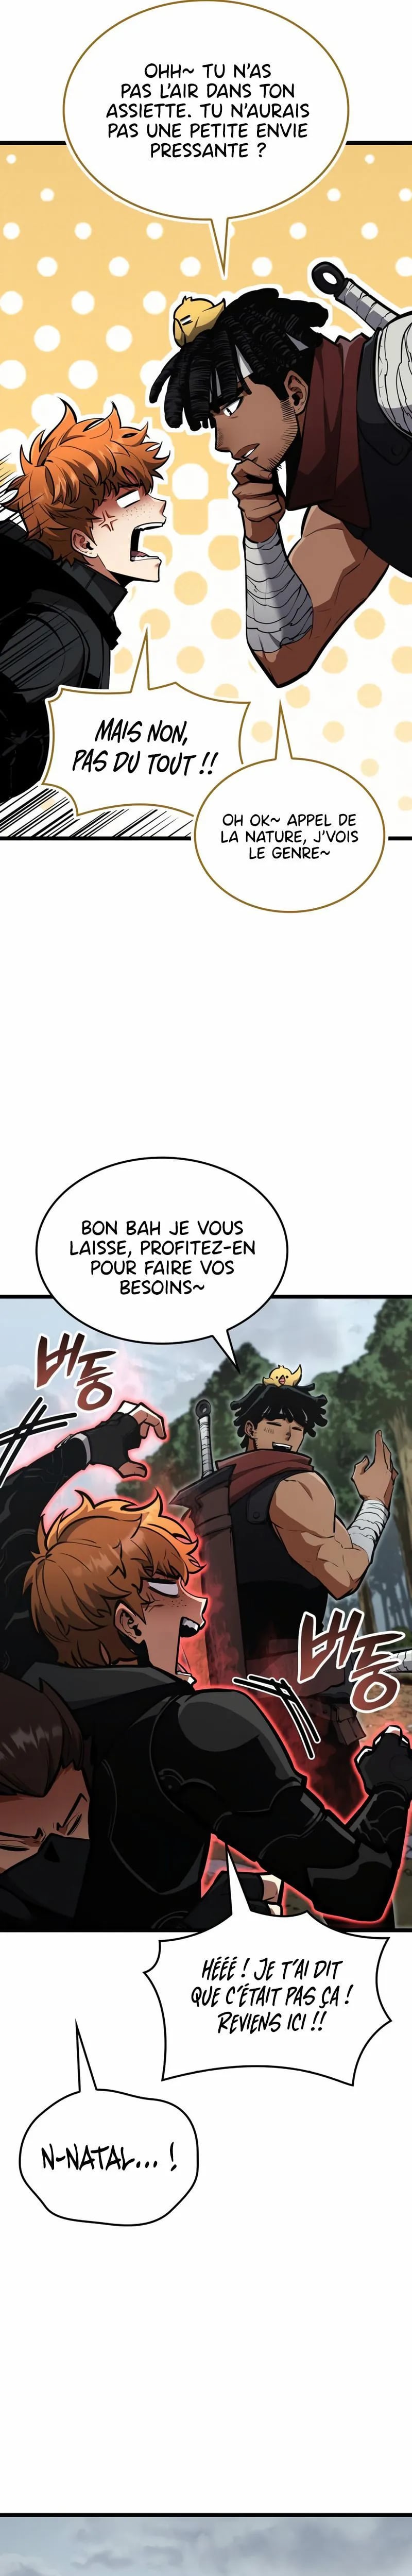 OHH~ TU N'AS
PAS L'AIR DANS TON
ASSIETTE. TU N'AURAIS
PAS UNE PETITE ENVIE
PRESSANTE ?
MAIS NON,
PAS DU TOUT !!
OH OK~ APPEL DE
LA NATURE, J'VOIS
LE GENRE~
BON BAH JE VOUS
LAISSE, PROFITEZ-EN
POUR FAIRE VOS
BESOINS~
버둥
버둥
HÉÉÉ ! JE T'AI DIT
QUE C'ÉTAIT PAS ÇA !
REVIENS ICI !!
N-NATAL... !